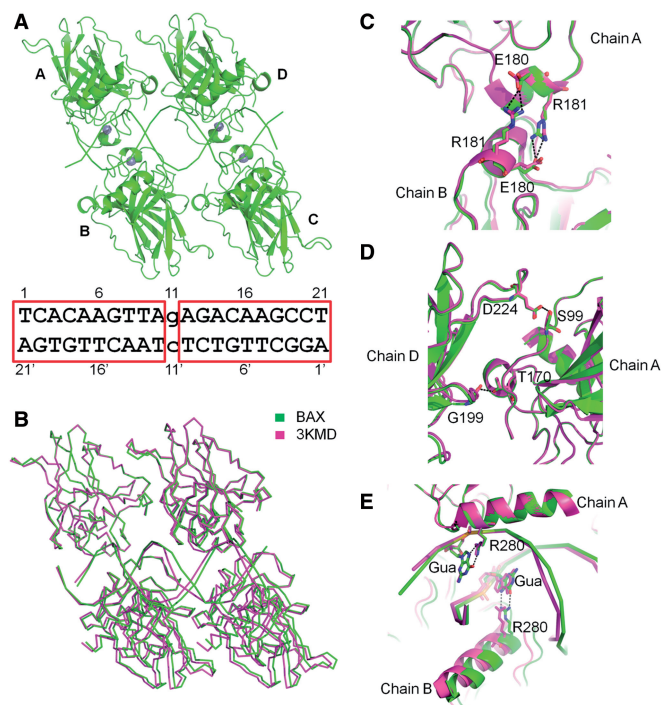 A
A
D
B
C
1 6 11 16 21
TCACAAGTTAgAGACAAGCCT
AGTGTTCAATcTCTGTTCGGA
21' 16' 11' 6' 1'
B
BAX
3KMD
C
Chain A
E180
R181
R181
E180
Chain B
D
D224
S99
Chain D
Chain A
T170
G199
E
Chain A
R280
Gua
Gua
R280
Chain B